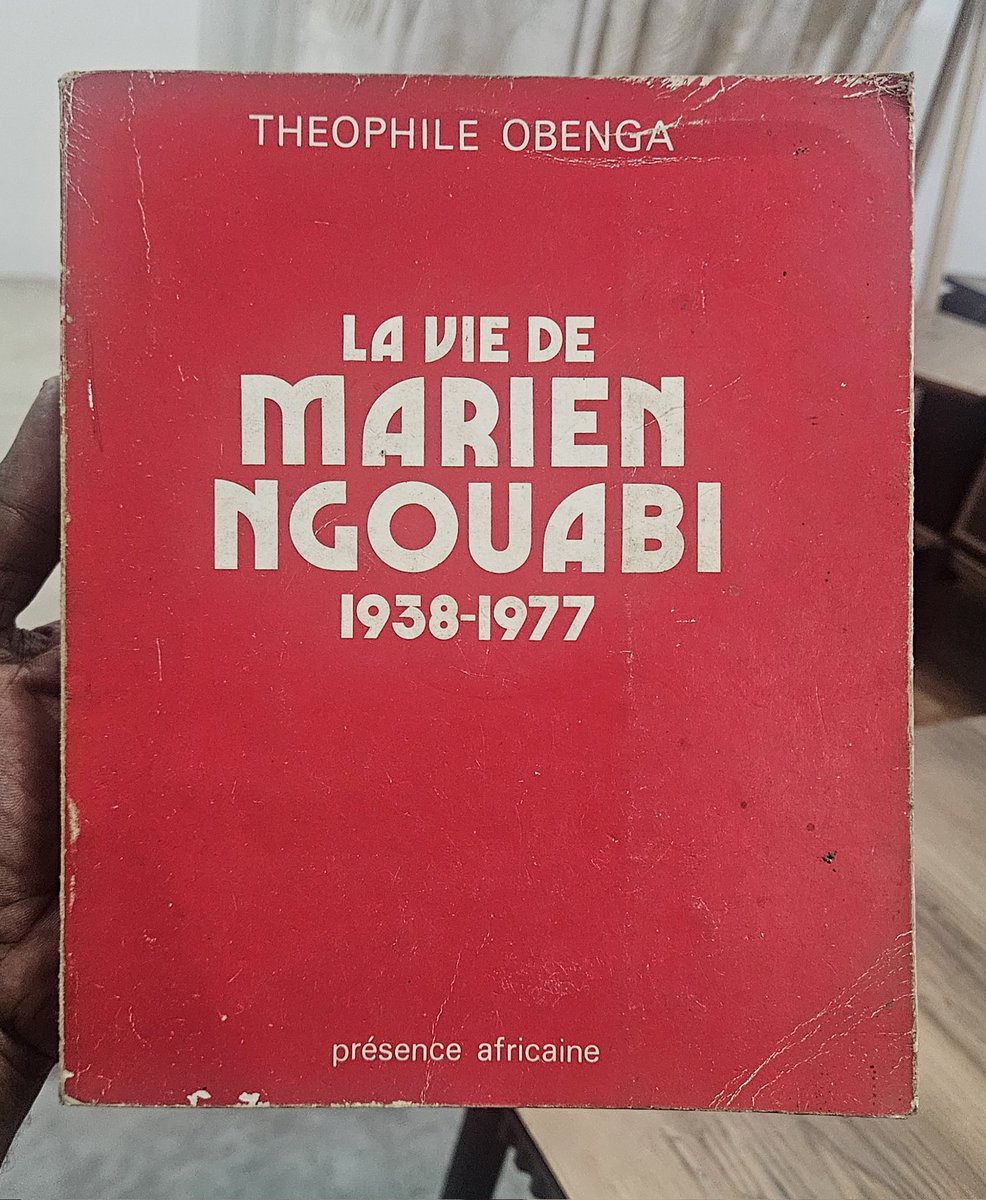 THEOPHILE OBENGA
LA VIE DE
MARIEN
NGOUABI
1938-1977
présence africaine